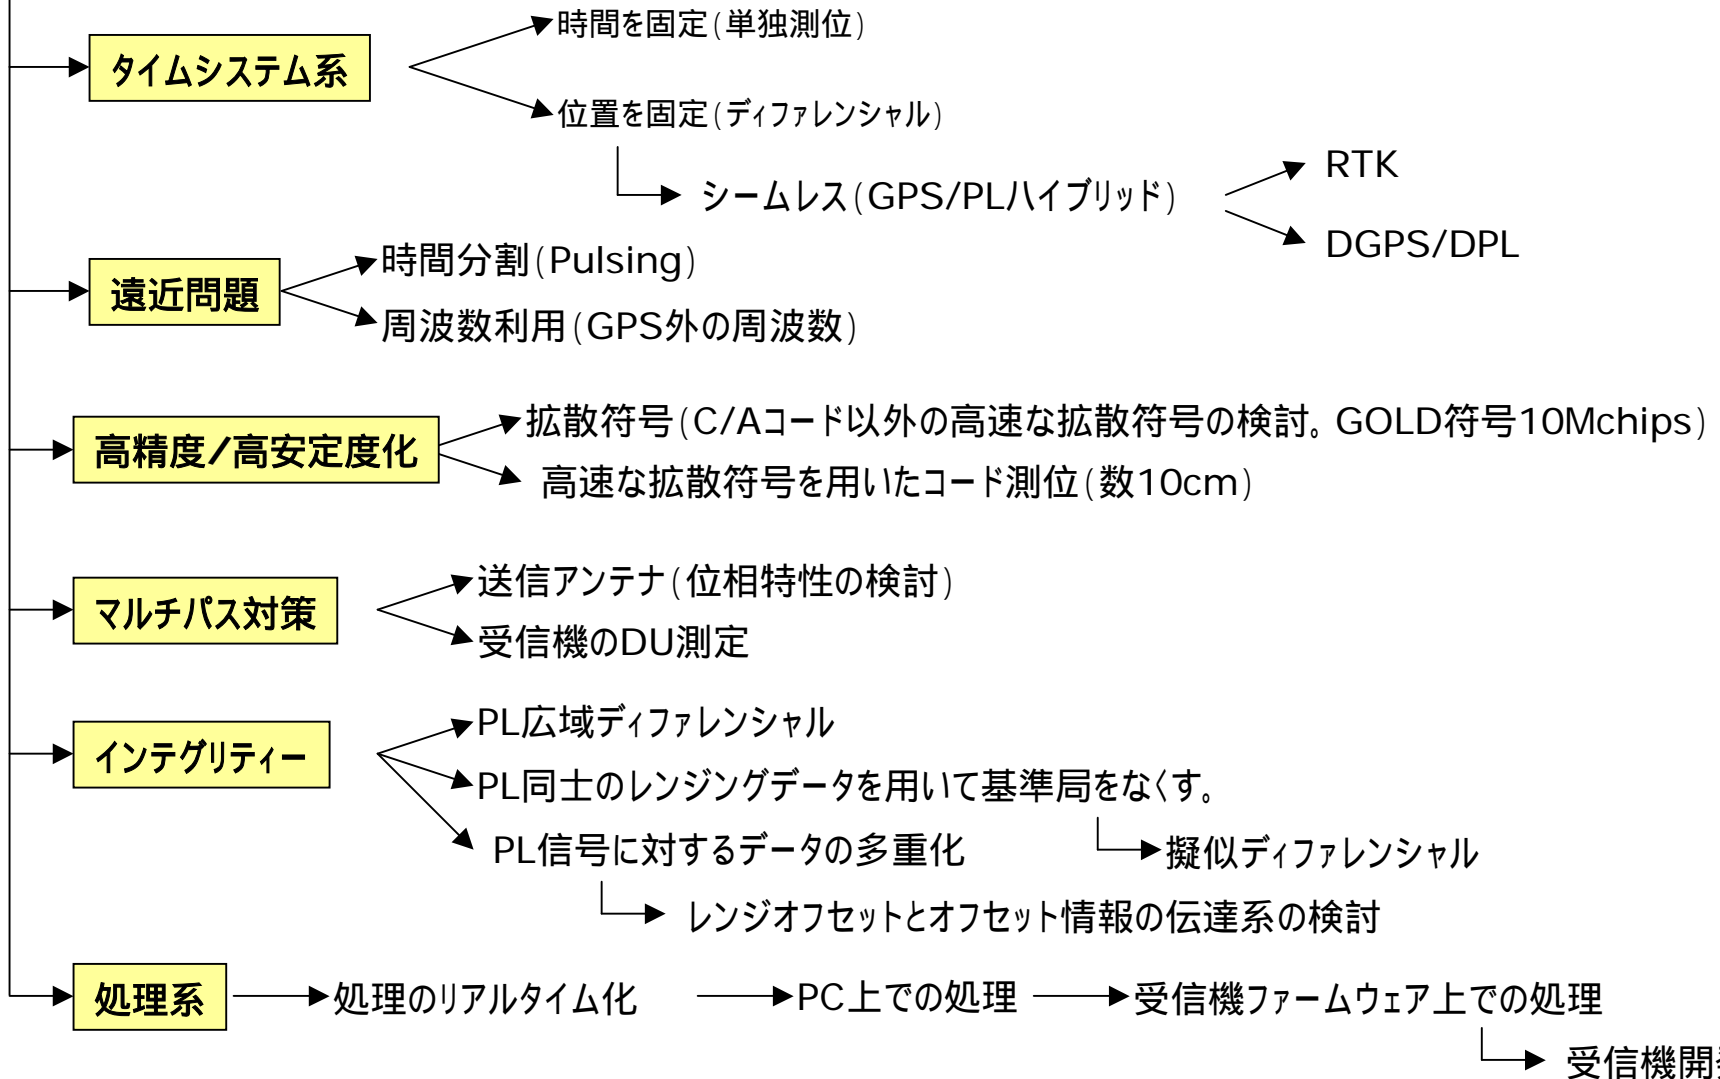 時間を固定(単独測位)
タイムシステム系
位置を固定(ディファレンシャル)
RTK
シームレス(GPS/PLハイブリッド)
DGPS/DPL
時間分割(Pulsing)
遠近問題
周波数利用(GPS外の周波数)
拡散符号(C/Aコード以外の高速な拡散符号の検討。GOLD符号10Mchips)
高精度/高安定度化
高速な拡散符号を用いたコード測位(数10cm)
送信アンテナ(位相特性の検討)
マルチパス対策
受信機のDU測定
PL広域ディファレンシャル
インテグリティー
PL同士のレンジングデータを用いて基準局をなくす。
PL信号に対するデータの多重化
擬似ディファレンシャル
レンジオフセットとオフセット情報の伝達系の検討
処理系
処理のリアルタイム化
PC上での処理
受信機ファームウェア上での処理
受信機開